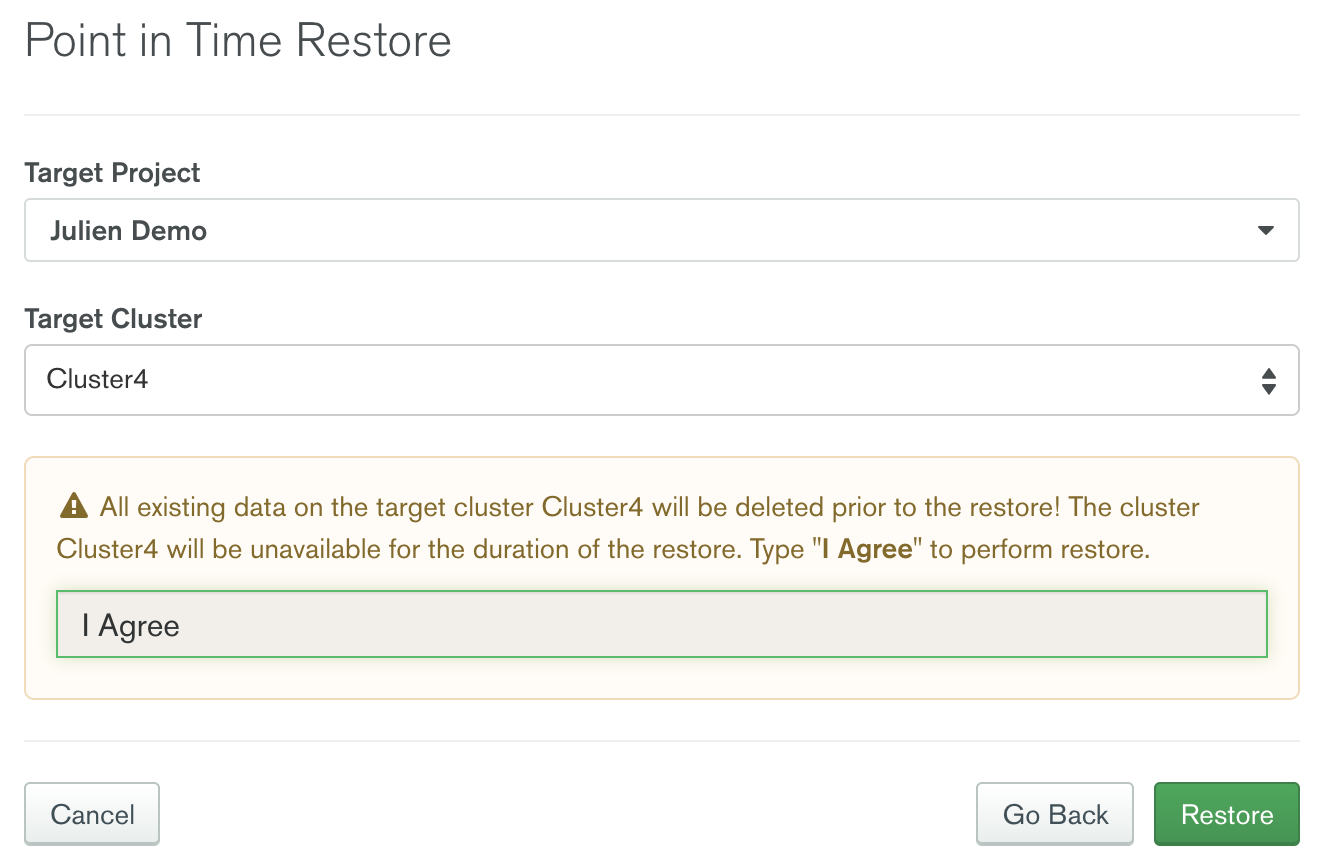 Point in Time Restore
Target Project
Julien Demo
Target Cluster
Cluster4
All existing data on the target cluster Cluster4 will be deleted prior to the restore! The cluster
Cluster4 will be unavailable for the duration of the restore. Type "I Agree" to perform restore.
I Agree
Cancel
Go Back
Restore